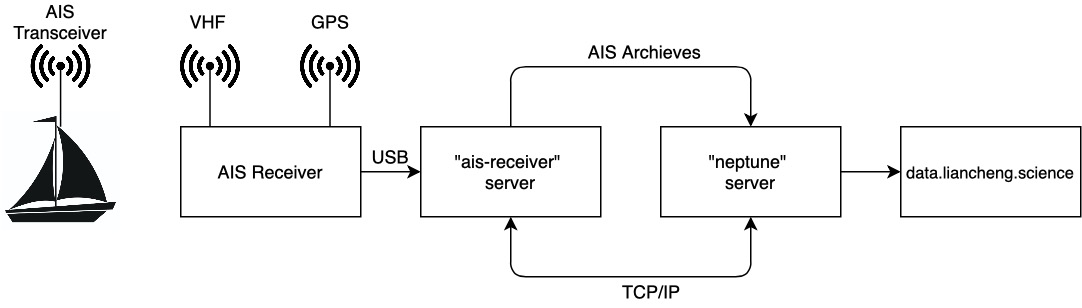 AIS
Transceiver
VHF
GPS
AIS Archieves
AIS Receiver
USB
"ais-receiver"
server
"neptune"
server
data.liancheng.science
TCP/IP